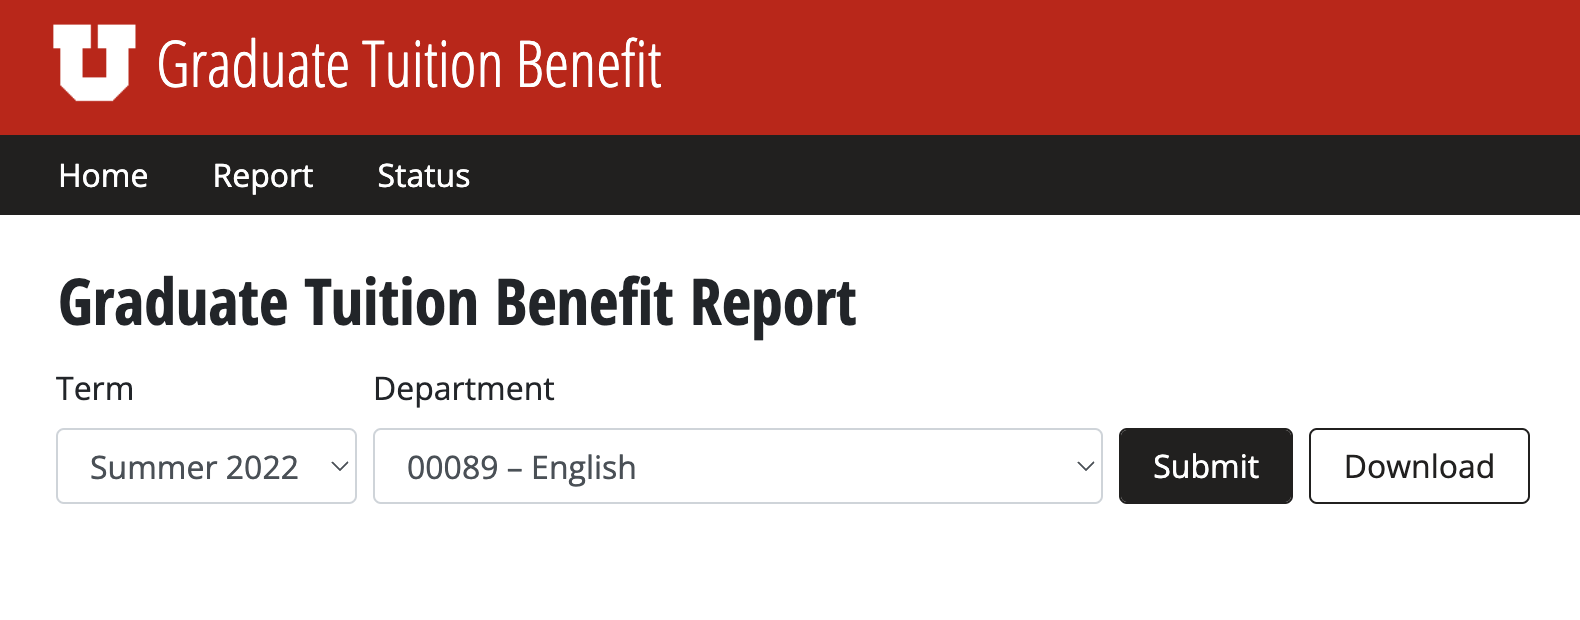 U Graduate Tuition Benefit
Home Report Status
Graduate Tuition Benefit Report
Term Department
Summer 2022 00089 – English Submit Download